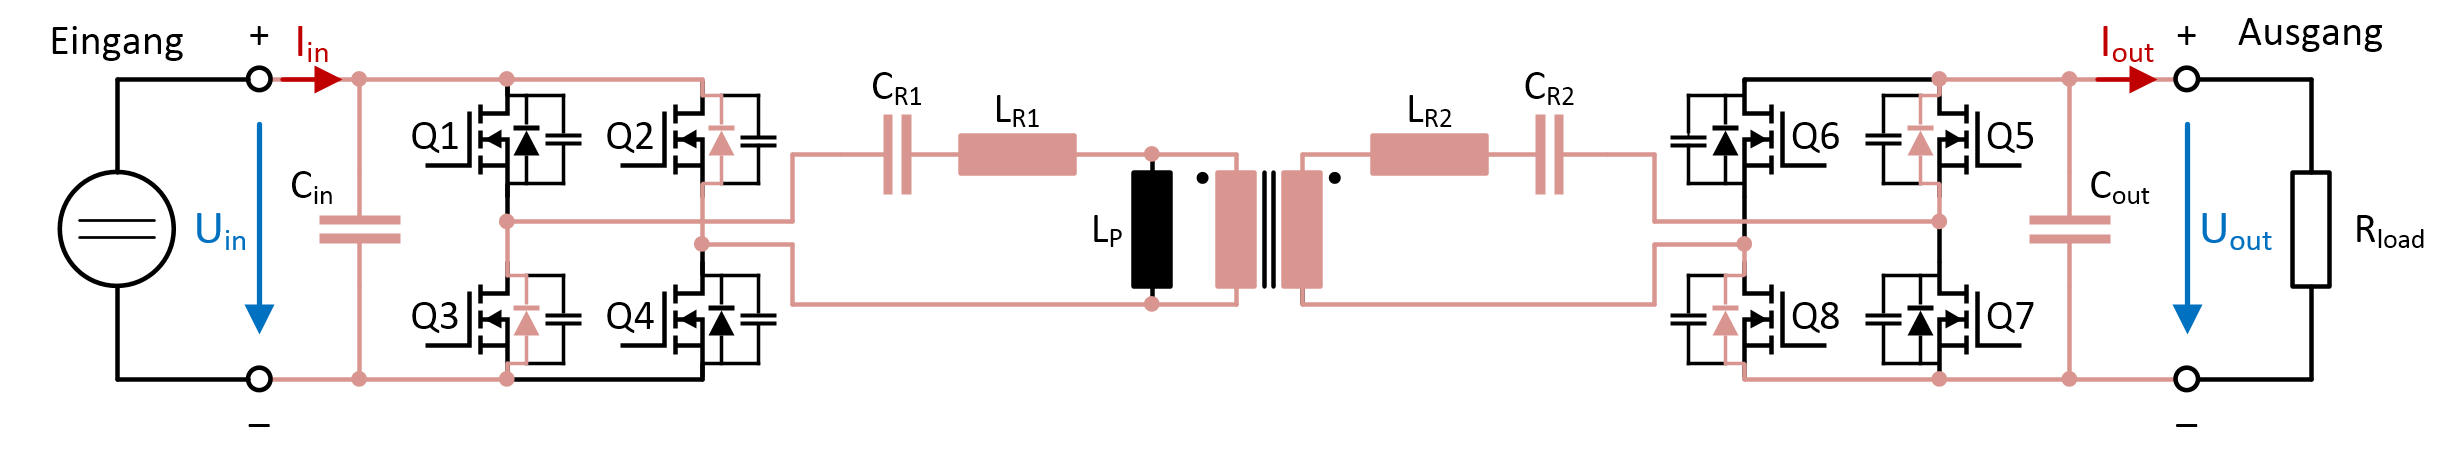 Eingang
+
Iin
Uin
–
Cin
Q1
Q2
Q3
Q4
CR1
LR1
LP
LR2
CR2
Q6
Q5
Q8
Q7
Cout
Iout
+
Ausgang
Uout
–
Rload